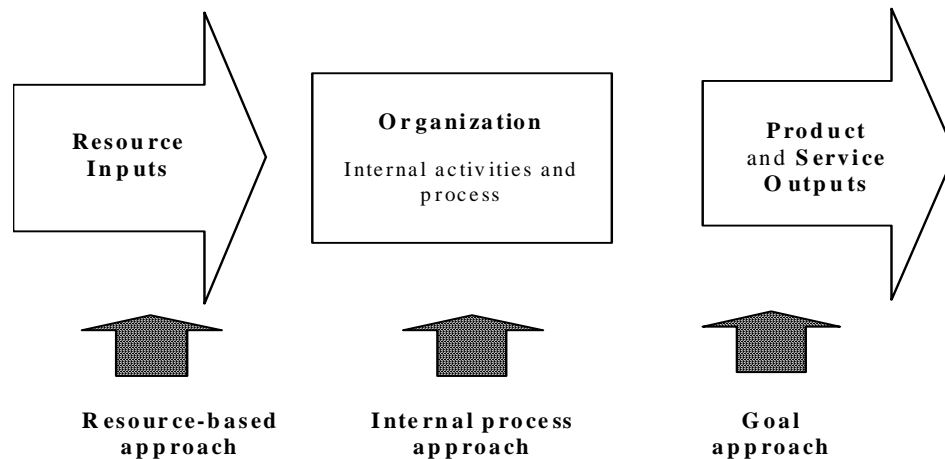 Resource
Inputs
Organization
Internal activities and
process
Product
and Service
Outputs
Resource-based
approach
Internal process
approach
Goal
approach